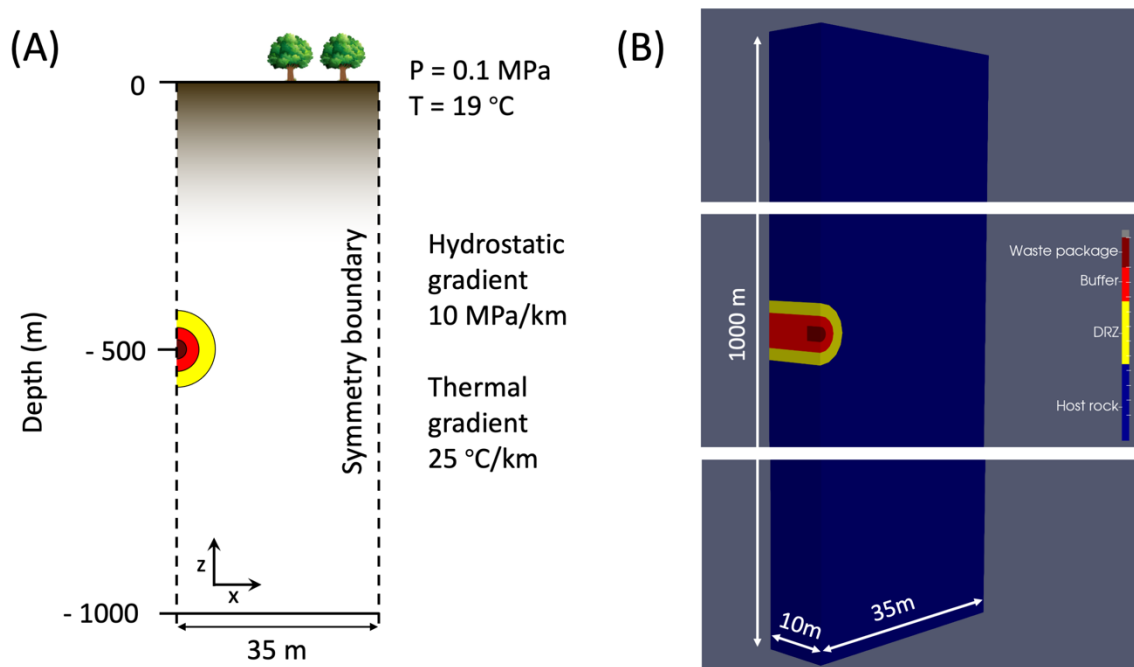 (A)
0
P = 0.1 MPa
T = 19 °C
Hydrostatic
gradient
10 MPa/km
Thermal
gradient
25 °C/km
Symmetry boundary
Depth (m)
- 500
z
x
- 1000
35 m
(B)
1000 m
Waste package
Buffer
DRZ
Host rock
10m
35m